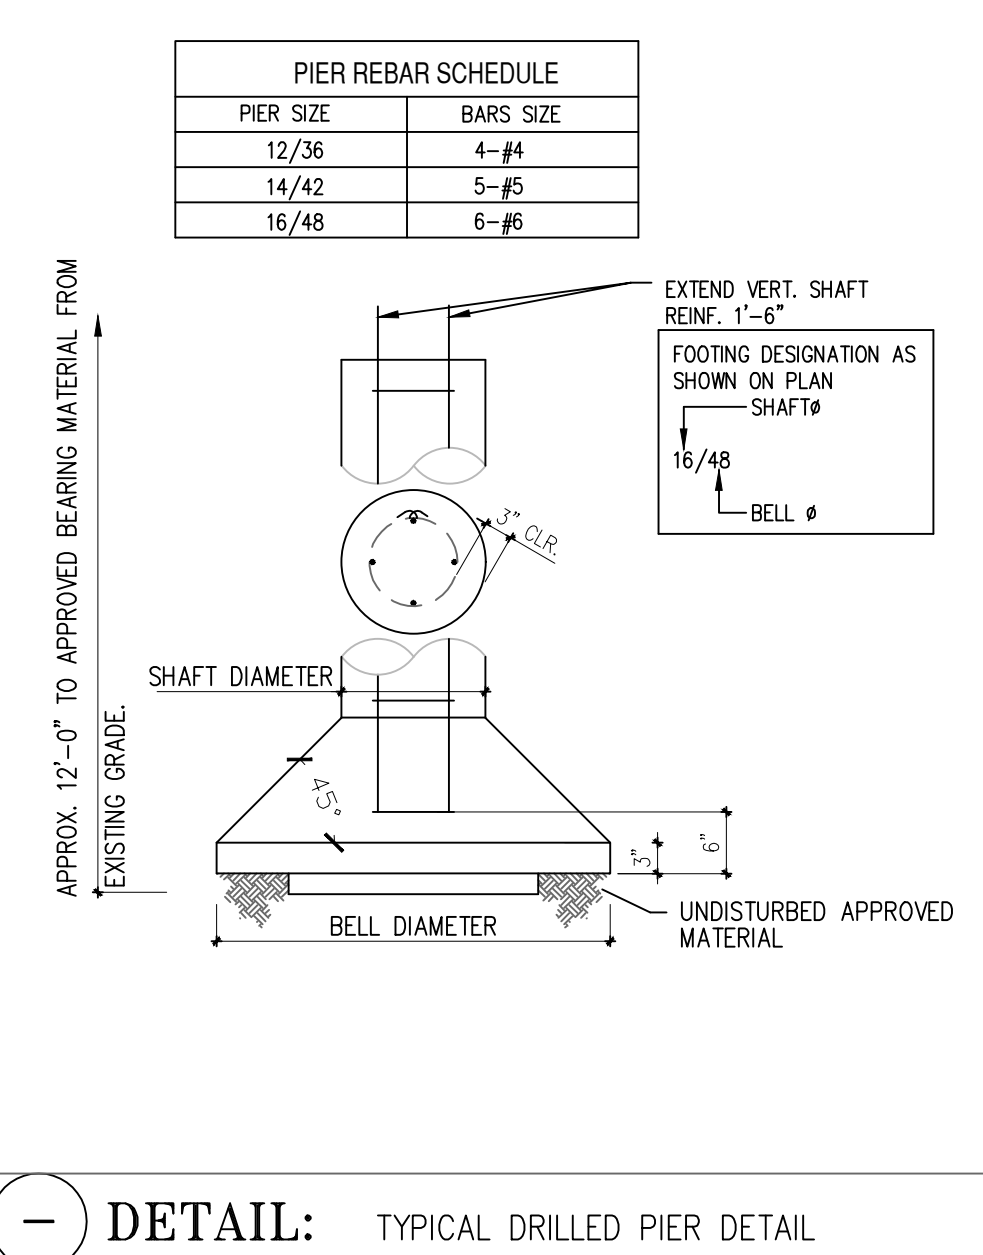 PIER REBAR SCHEDULE
PIER SIZE BARS SIZE
12/36 4-#4
14/42 5-#5
16/48 6-#6
EXTEND VERT. SHAFT
REINF. 1'-6"
FOOTING DESIGNATION AS
SHOWN ON PLAN
SHAFTø
16/48
BELL ø
APPROX. 12'-0" TO APPROVED BEARING MATERIAL FROM
EXISTING GRADE.
3" CLR.
SHAFT DIAMETER
45°
3"
6"
BELL DIAMETER
UNDISTURBED APPROVED
MATERIAL
- DETAIL: TYPICAL DRILLED PIER DETAIL